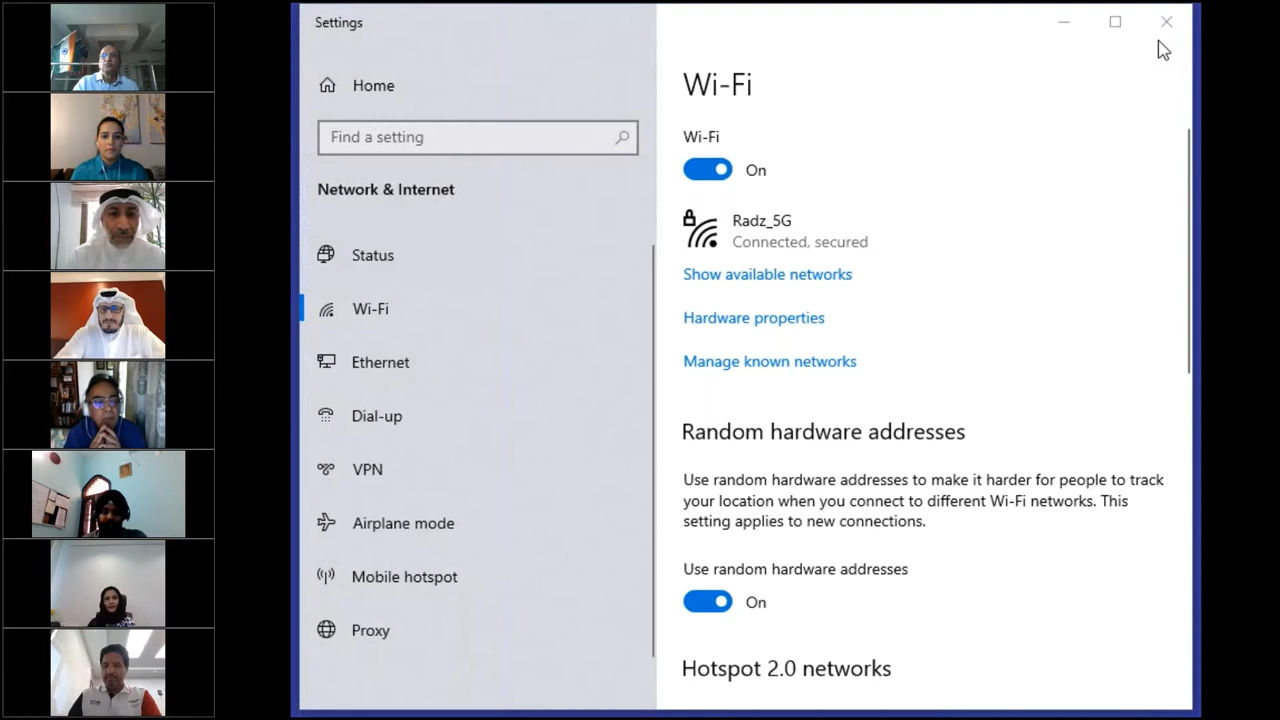 Settings
Home
Find a setting
Network & Internet
Status
Wi-Fi
Ethernet
Dial-up
VPN
Airplane mode
Mobile hotspot
Proxy
Wi-Fi
Wi-Fi
On
Radz_5G
Connected, secured
Show available networks
Hardware properties
Manage known networks
Random hardware addresses
Use random hardware addresses to make it harder for people to track
your location when you connect to different Wi-Fi networks. This
setting applies to new connections.
Use random hardware addresses
On
Hotspot 2.0 networks